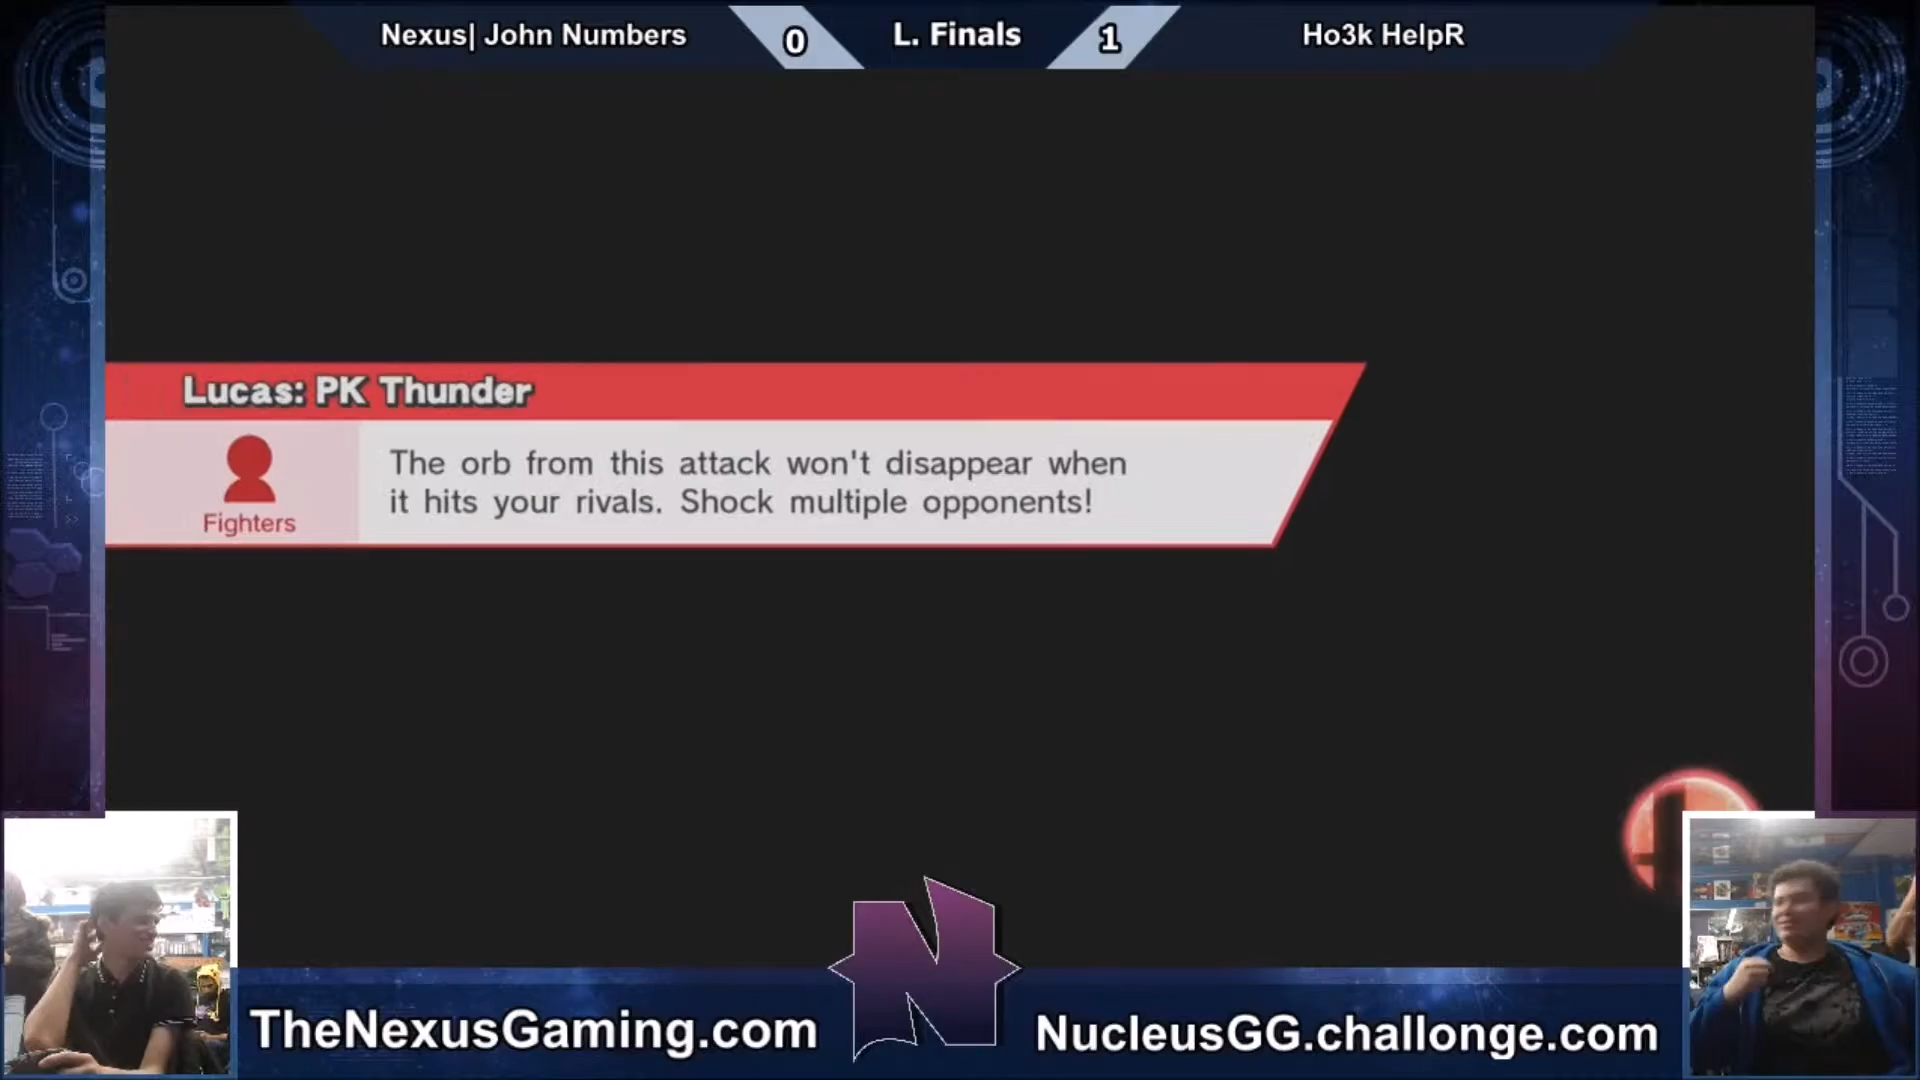 Nexus| John Numbers
0
L. Finals
1
Ho3k HelpR
Lucas: PK Thunder
Fighters
The orb from this attack won't disappear when
it hits your rivals. Shock multiple opponents!
N
TheNexusGaming.com
NucleusGG.challonge.com